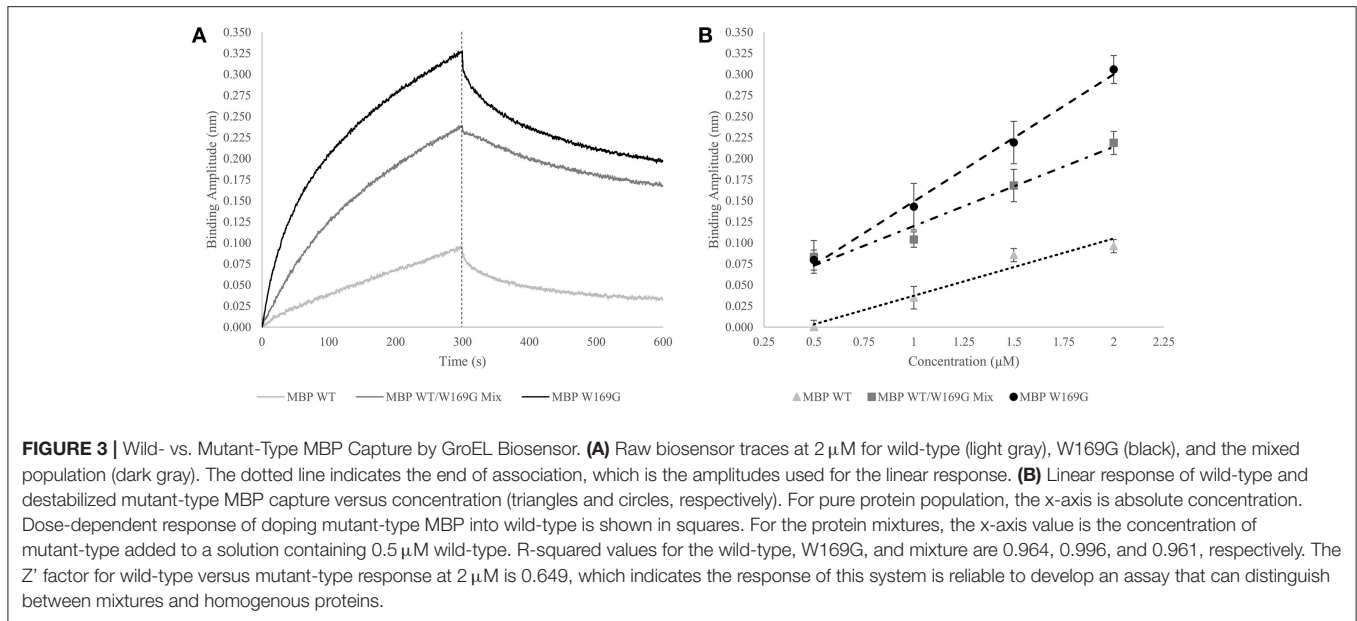 A
B
0.350
0.325
0.300
0.275
0.250
0.225
0.200
0.175
0.150
0.125
0.100
0.075
0.050
0.025
0.000
Binding Amplitude (nm)
0 100 200 300 400 500 600
Time (s)
MBP WT MBP WT/W169G Mix MBP W169G
0.350
0.325
0.300
0.275
0.250
0.225
0.200
0.175
0.150
0.125
0.100
0.075
0.050
0.025
0.000
Binding Amplitude (nm)
0.25 0.5 0.75 1 1.25 1.5 1.75 2 2.25
Concentration (µM)
MBP WT MBP WT/W169G Mix MBP W169G
FIGURE 3 | Wild- vs. Mutant-Type MBP Capture by GroEL Biosensor. (A) Raw biosensor traces at 2 µM for wild-type (light gray), W169G (black), and the mixed
population (dark gray). The dotted line indicates the end of association, which is the amplitudes used for the linear response. (B) Linear response of wild-type and
destabilized mutant-type MBP capture versus concentration (triangles and circles, respectively). For pure protein population, the x-axis is absolute concentration.
Dose-dependent response of doping mutant-type MBP into wild-type is shown in squares. For the protein mixtures, the x-axis value is the concentration of
mutant-type added to a solution containing 0.5 µM wild-type. R-squared values for the wild-type, W169G, and mixture are 0.964, 0.996, and 0.961, respectively. The
Z' factor for wild-type versus mutant-type response at 2 µM is 0.649, which indicates the response of this system is reliable to develop an assay that can distinguish
between mixtures and homogenous proteins.